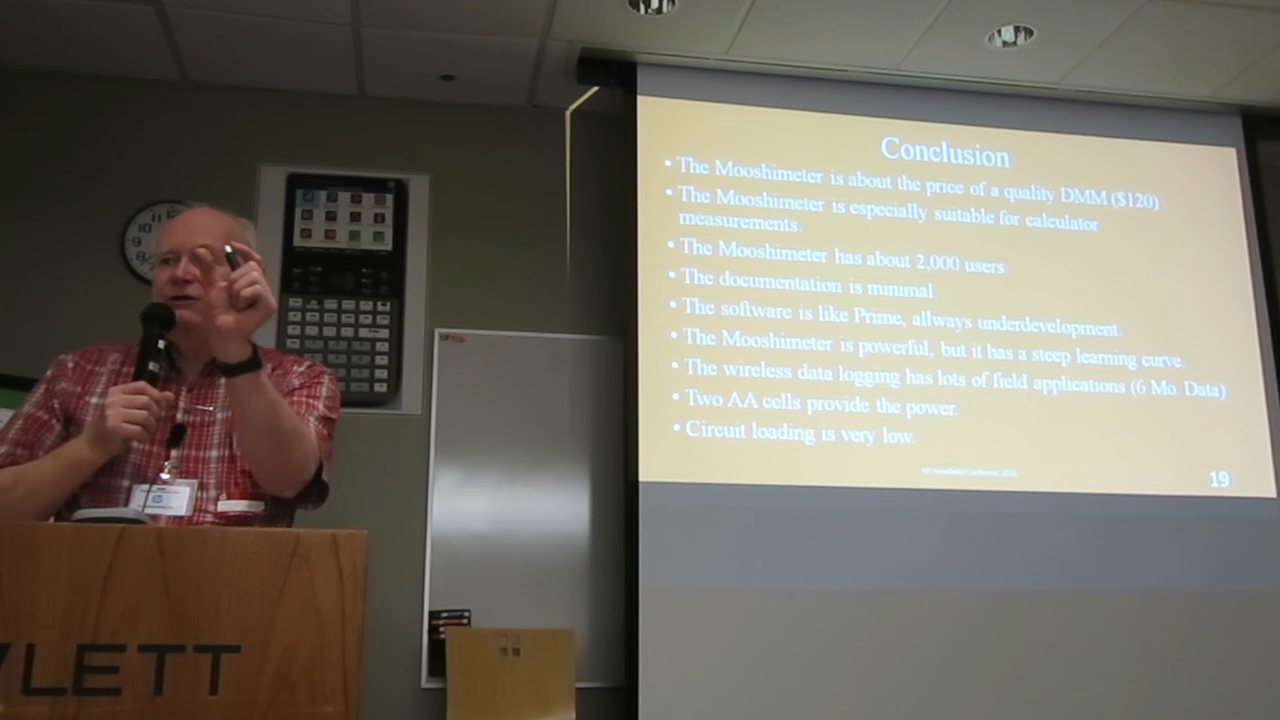 Conclusion
• The Mooshimeter is about the price of a quality DMM ($120)
• The Mooshimeter is especially suitable for calculator
measurements.
• The Mooshimeter has about 2,000 users.
• The documentation is minimal.
• The software is like Prime, allways underdevelopment.
• The Mooshimeter is powerful, but it has a steep learning curve.
• The wireless data logging has lots of field applications (6 Mo. Data)
• Two AA cells provide the power.
• Circuit loading is very low.
19
LETT